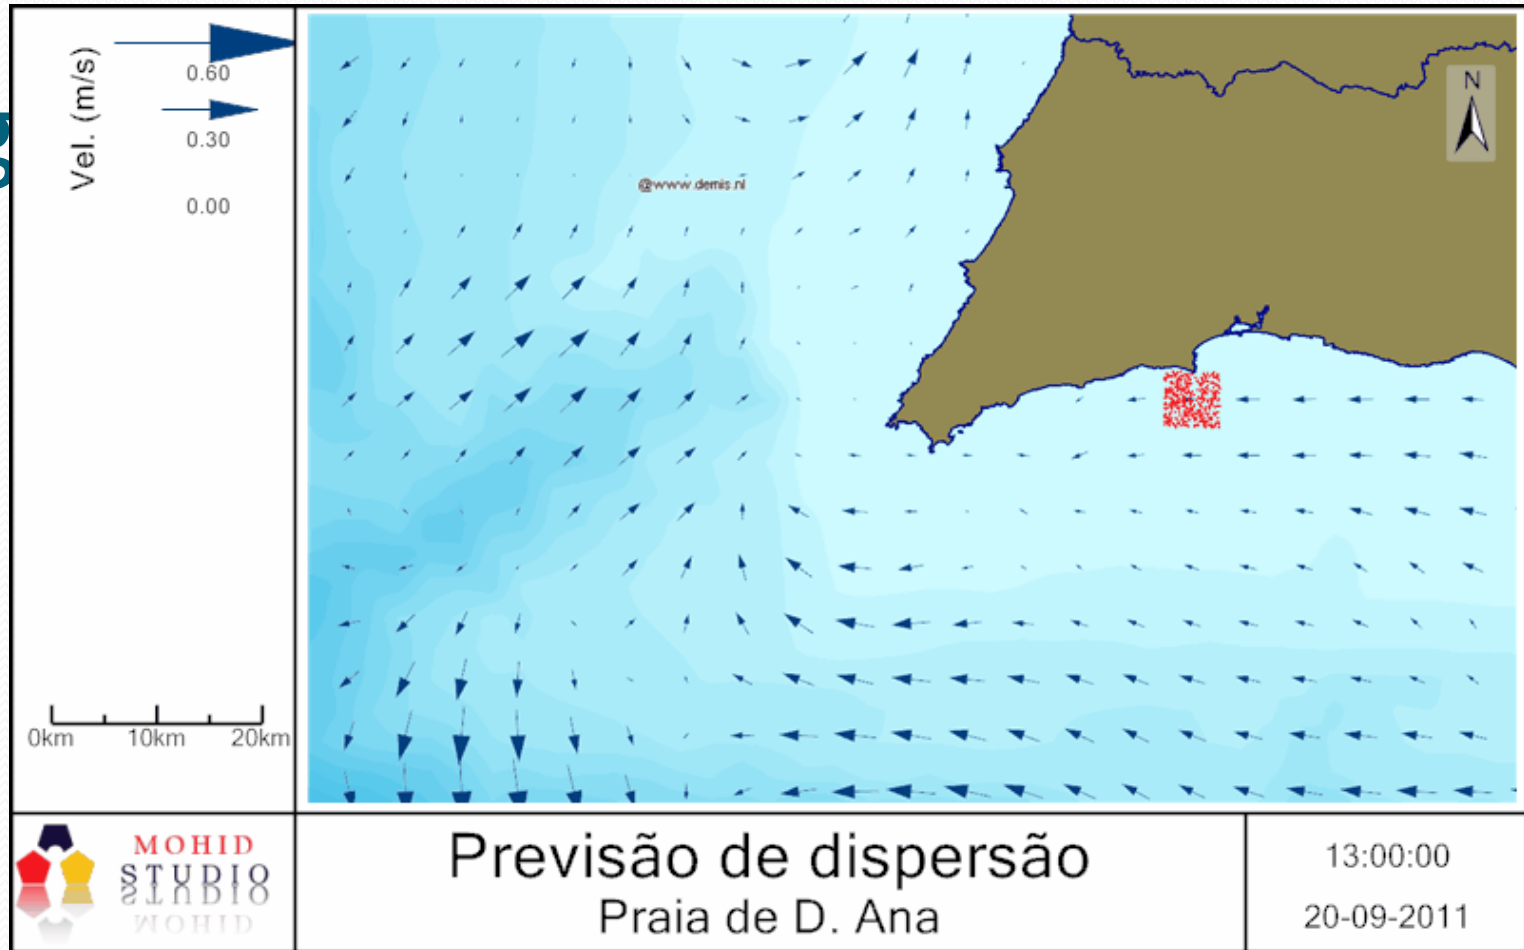 Vel. (m/s)
0.60
0.30
0.00
N
@www.demis.nl
0km 10km 20km
MOHID
STUDIO
Previsão de dispersão
Praia de D. Ana
13:00:00
20-09-2011